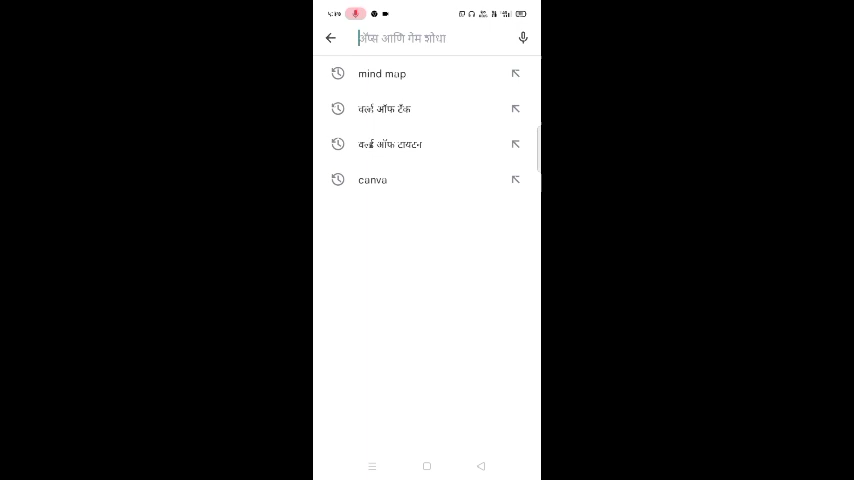 ॲप्स आणि गेम शोधा
mind map
वर्ल्ड ऑफ टँक
वर्ल्ड ऑफ टायटन
canva